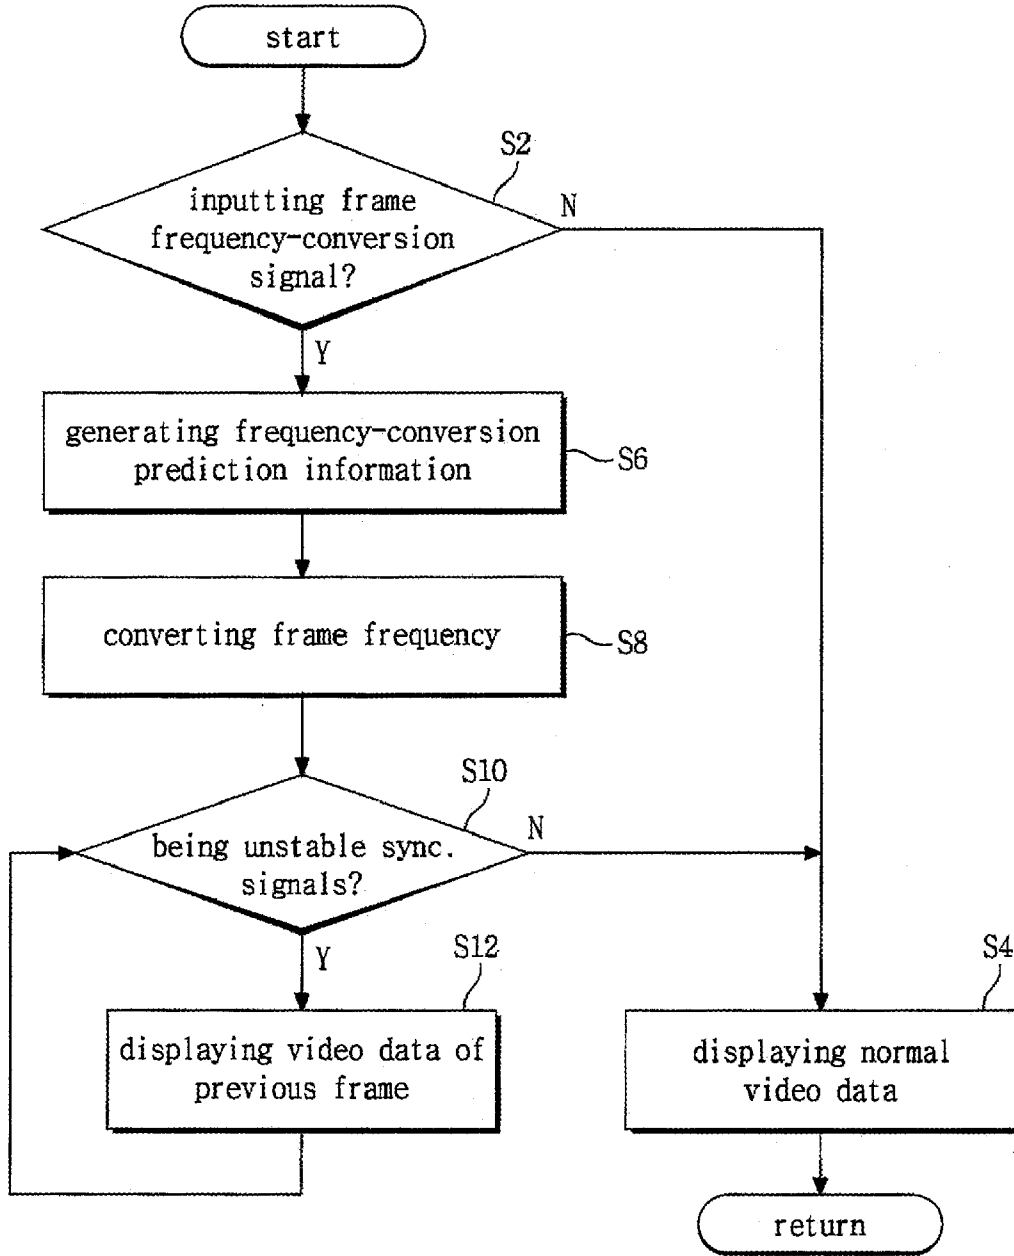 start
S2
inputting frame
frequency-conversion
signal?
N
Y
generating frequency-conversion
prediction information
S6
converting frame frequency
S8
S10
being unstable sync.
signals?
N
Y
S12
displaying video data of
previous frame
S4
displaying normal
video data
return